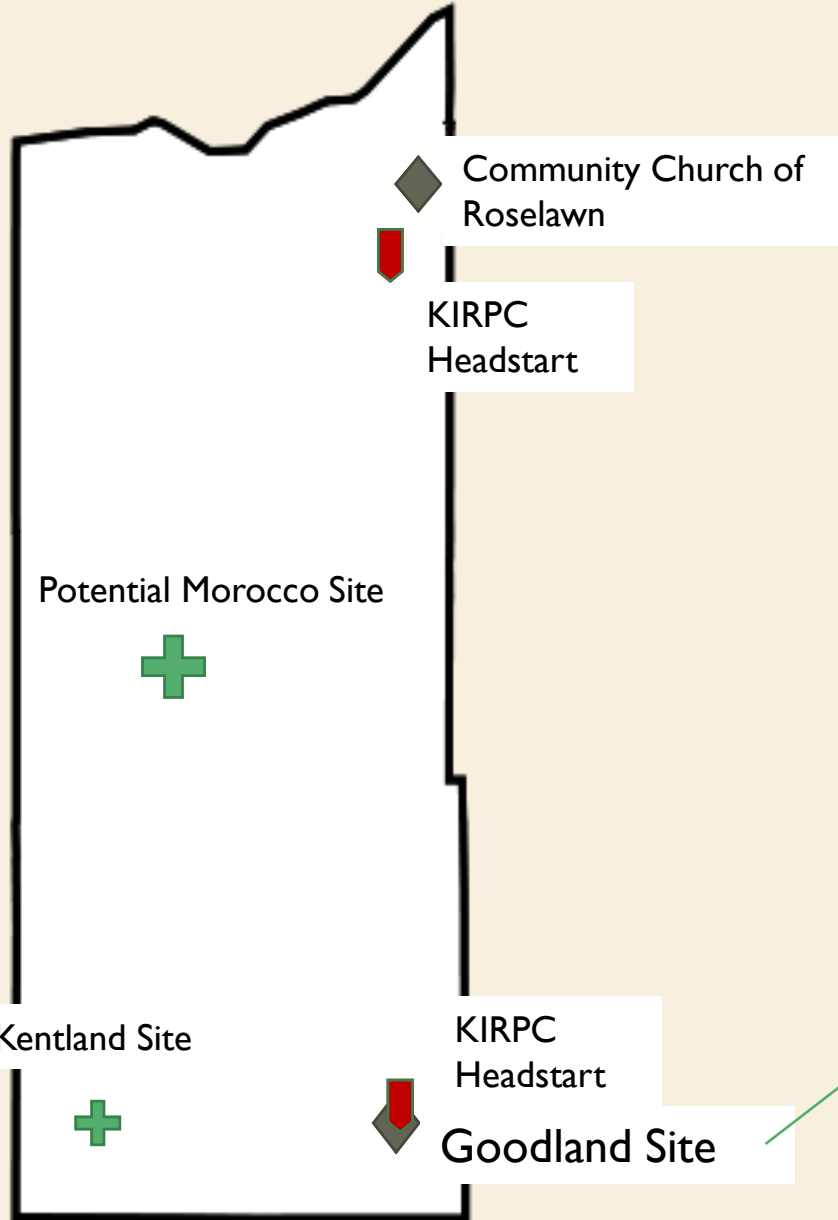 Community Church of
Roselawn
KIRPC
Headstart
Potential Morocco Site
Kentland Site
KIRPC
Headstart
Goodland Site